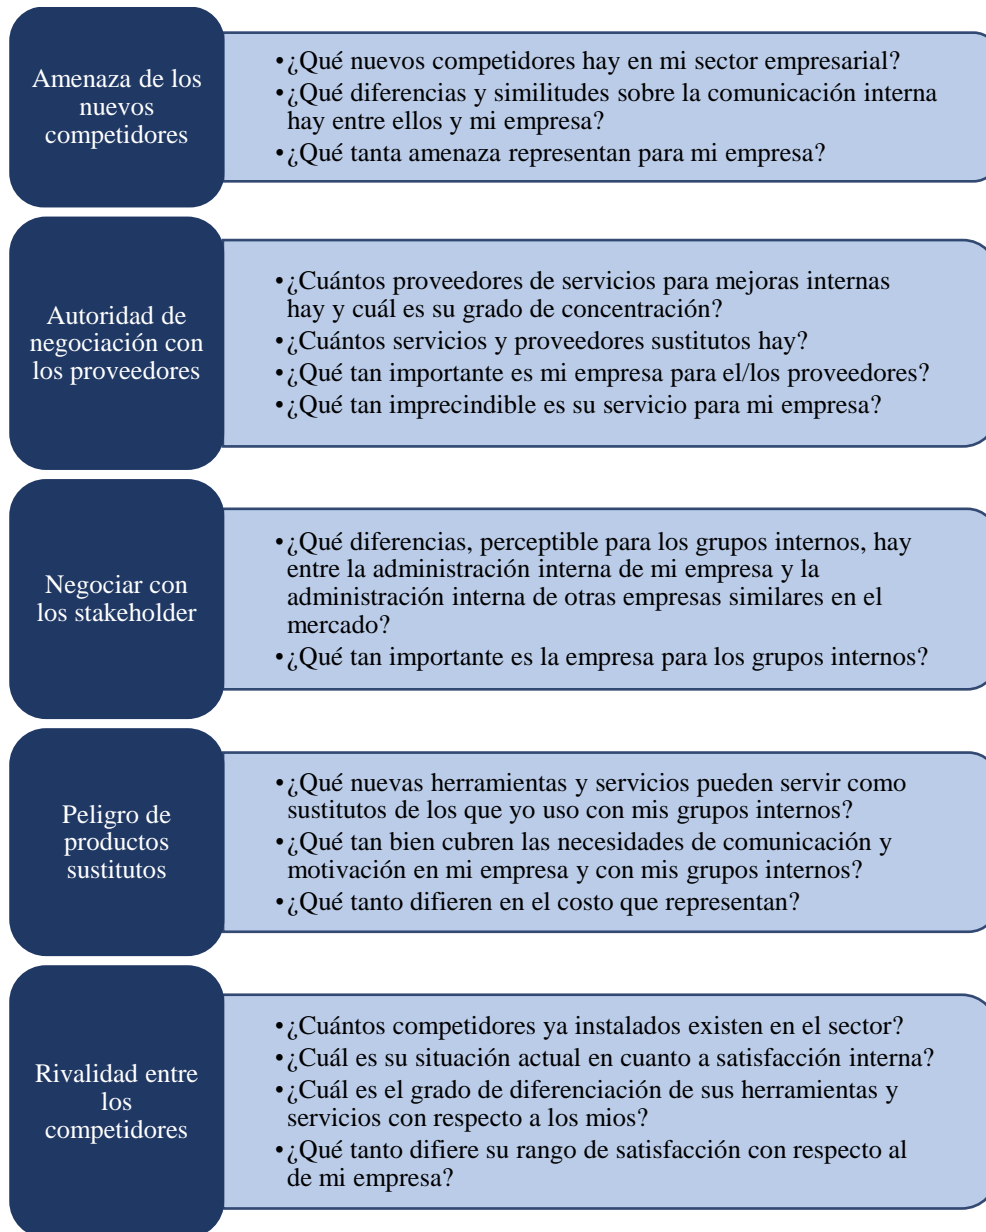 Amenaza de los
nuevos
competidores
•¿Qué nuevos competidores hay en mi sector empresarial?
•¿Qué diferencias y similitudes sobre la comunicación interna
hay entre ellos y mi empresa?
•¿Qué tanta amenaza representan para mi empresa?
Autoridad de
negociación con
los proveedores
•¿Cuántos proveedores de servicios para mejoras internas
hay y cuál es su grado de concentración?
•¿Cuántos servicios y proveedores sustitutos hay?
•¿Qué tan importante es mi empresa para el/los proveedores?
•¿Qué tan imprecindible es su servicio para mi empresa?
Negociar con
los stakeholder
•¿Qué diferencias, perceptible para los grupos internos, hay
entre la administración interna de mi empresa y la
administración interna de otras empresas similares en el
mercado?
•¿Qué tan importante es la empresa para los grupos internos?
Peligro de
productos
sustitutos
•¿Qué nuevas herramientas y servicios pueden servir como
sustitutos de los que yo uso con mis grupos internos?
•¿Qué tan bien cubren las necesidades de comunicación y
motivación en mi empresa y con mis grupos internos?
•¿Qué tanto difieren en el costo que representan?
Rivalidad entre
los
competidores
•¿Cuántos competidores ya instalados existen en el sector?
•¿Cuál es su situación actual en cuanto a satisfacción interna?
•¿Cuál es el grado de diferenciación de sus herramientas y
servicios con respecto a los mios?
•¿Qué tanto difiere su rango de satisfacción con respecto al
de mi empresa?